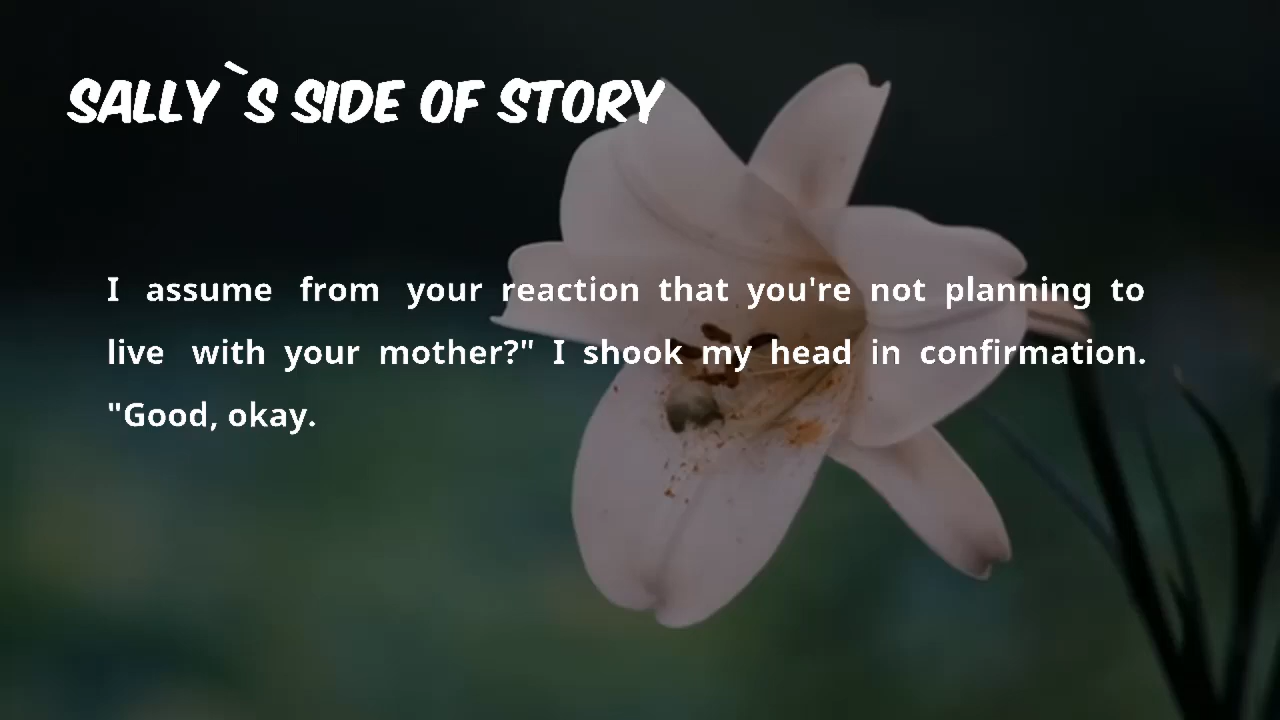 SALLY`S SIDE OF STORY
I assume from your reaction that you're not planning to
live with your mother?" I shook my head in confirmation.
"Good, okay.